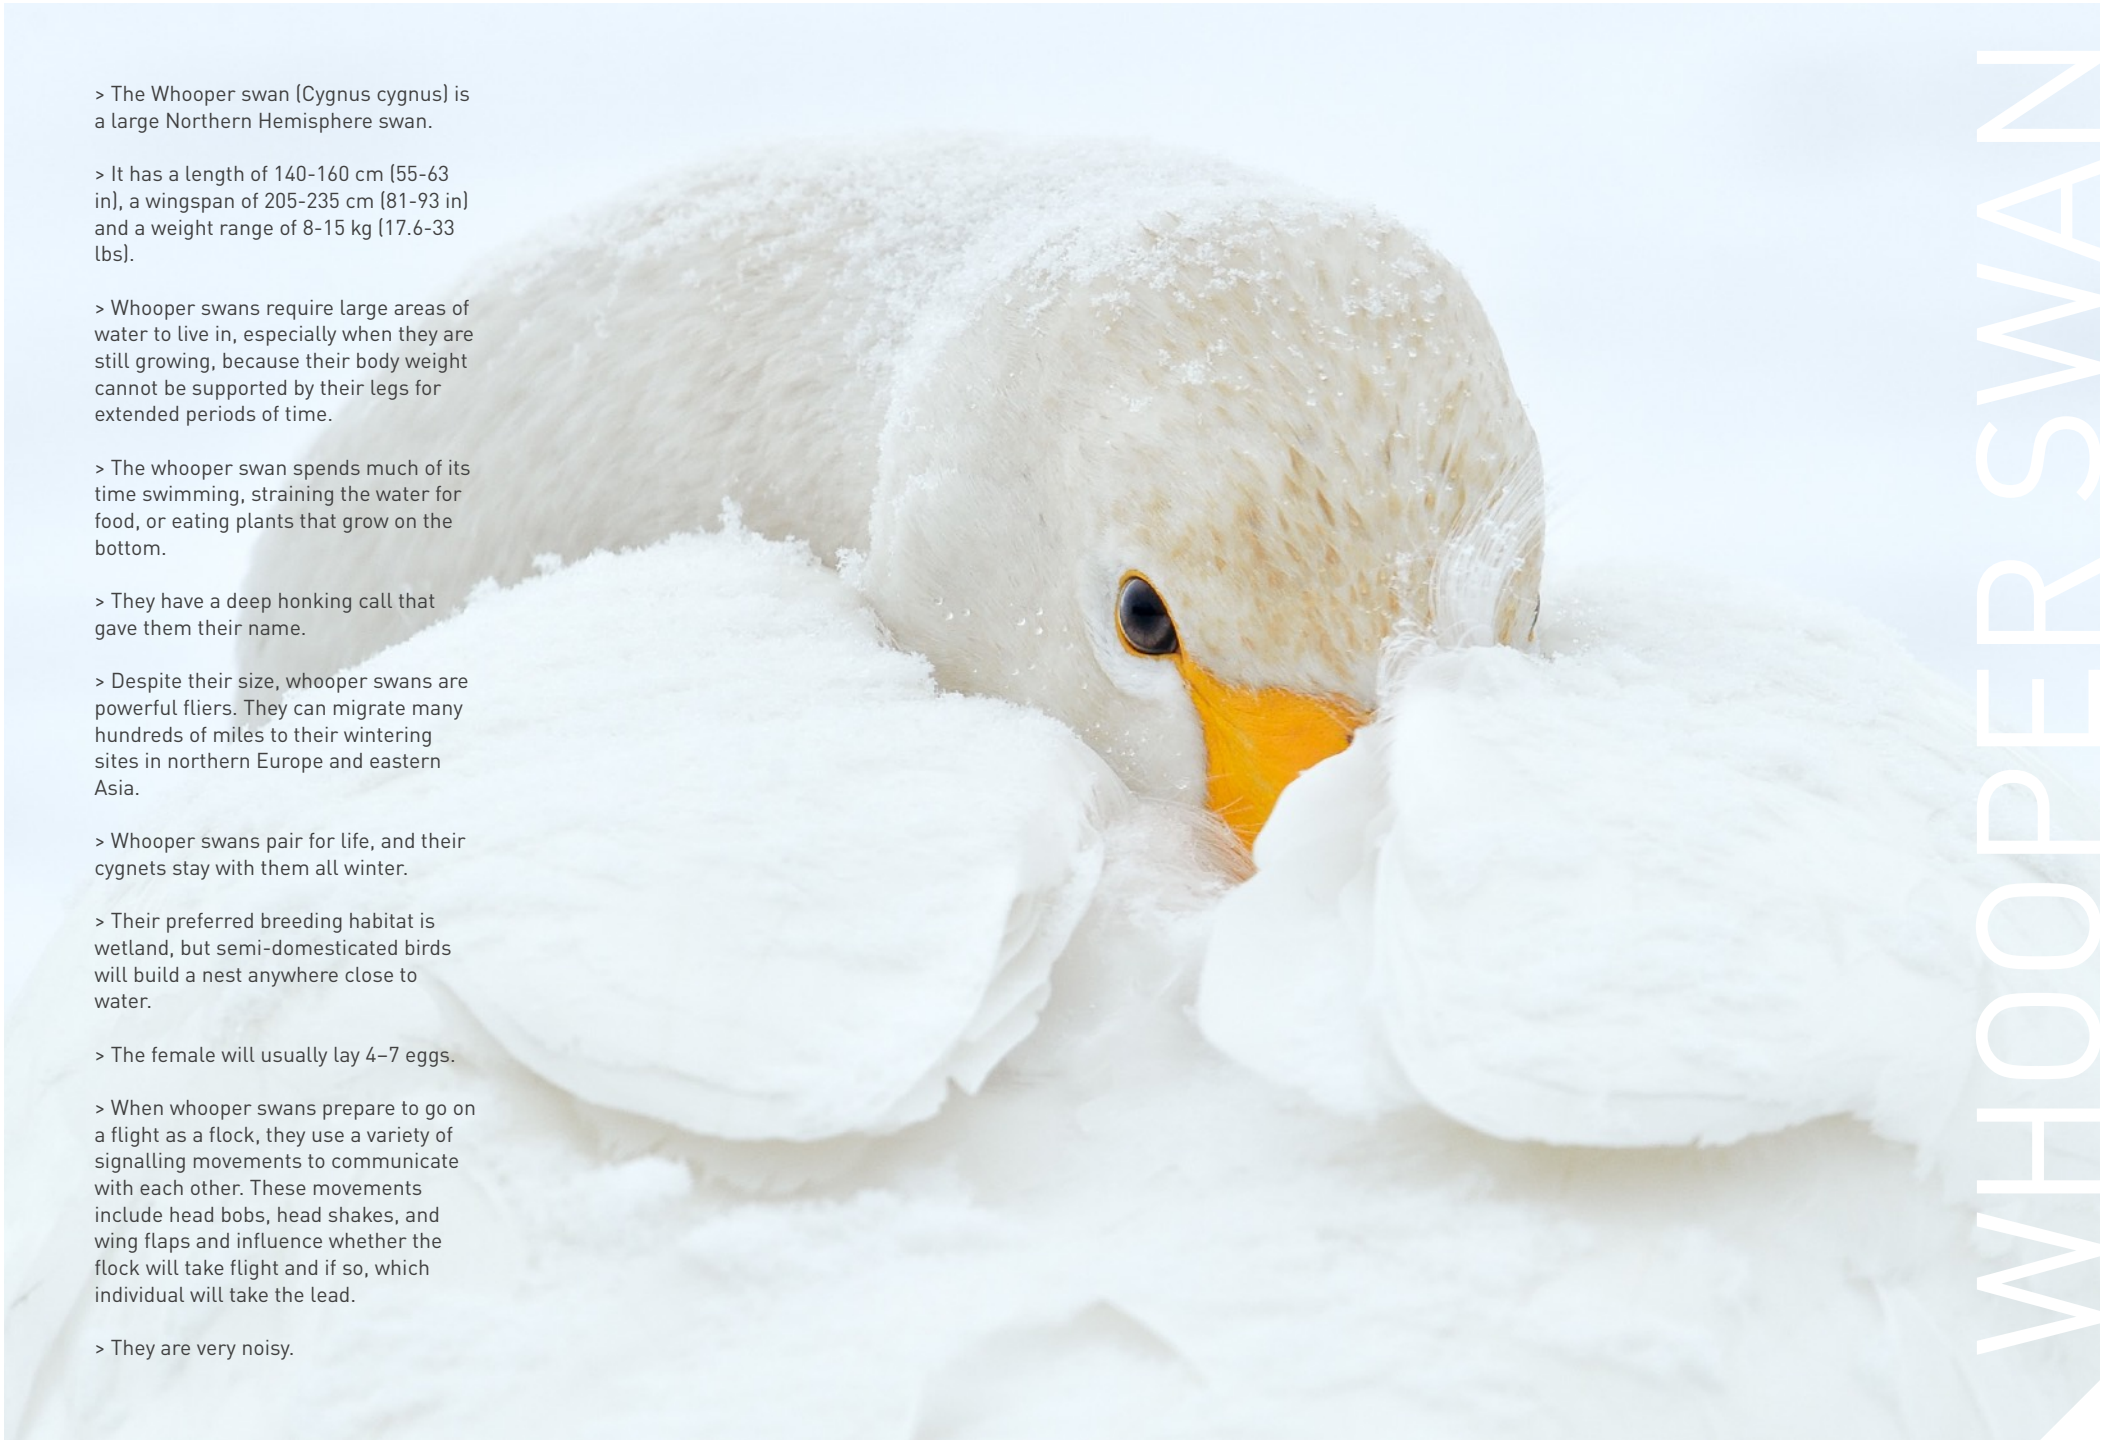 > The Whooper swan (Cygnus cygnus) is
a large Northern Hemisphere swan.
> It has a length of 140-160 cm (55-63
in), a wingspan of 205-235 cm (81-93 in)
and a weight range of 8-15 kg (17.6-33
lbs).
> Whooper swans require large areas of
water to live in, especially when they are
still growing, because their body weight
cannot be supported by their legs for
extended periods of time.
> The whooper swan spends much of its
time swimming, straining the water for
food, or eating plants that grow on the
bottom.
> They have a deep honking call that
gave them their name.
> Despite their size, whooper swans are
powerful fliers. They can migrate many
hundreds of miles to their wintering
sites in northern Europe and eastern
Asia.
> Whooper swans pair for life, and their
cygnets stay with them all winter.
> Their preferred breeding habitat is
wetland, but semi-domesticated birds
will build a nest anywhere close to
water.
> The female will usually lay 4–7 eggs.
> When whooper swans prepare to go on
a flight as a flock, they use a variety of
signalling movements to communicate
with each other. These movements
include head bobs, head shakes, and
wing flaps and influence whether the
flock will take flight and if so, which
individual will take the lead.
> They are very noisy.
WHOOPER SWAN